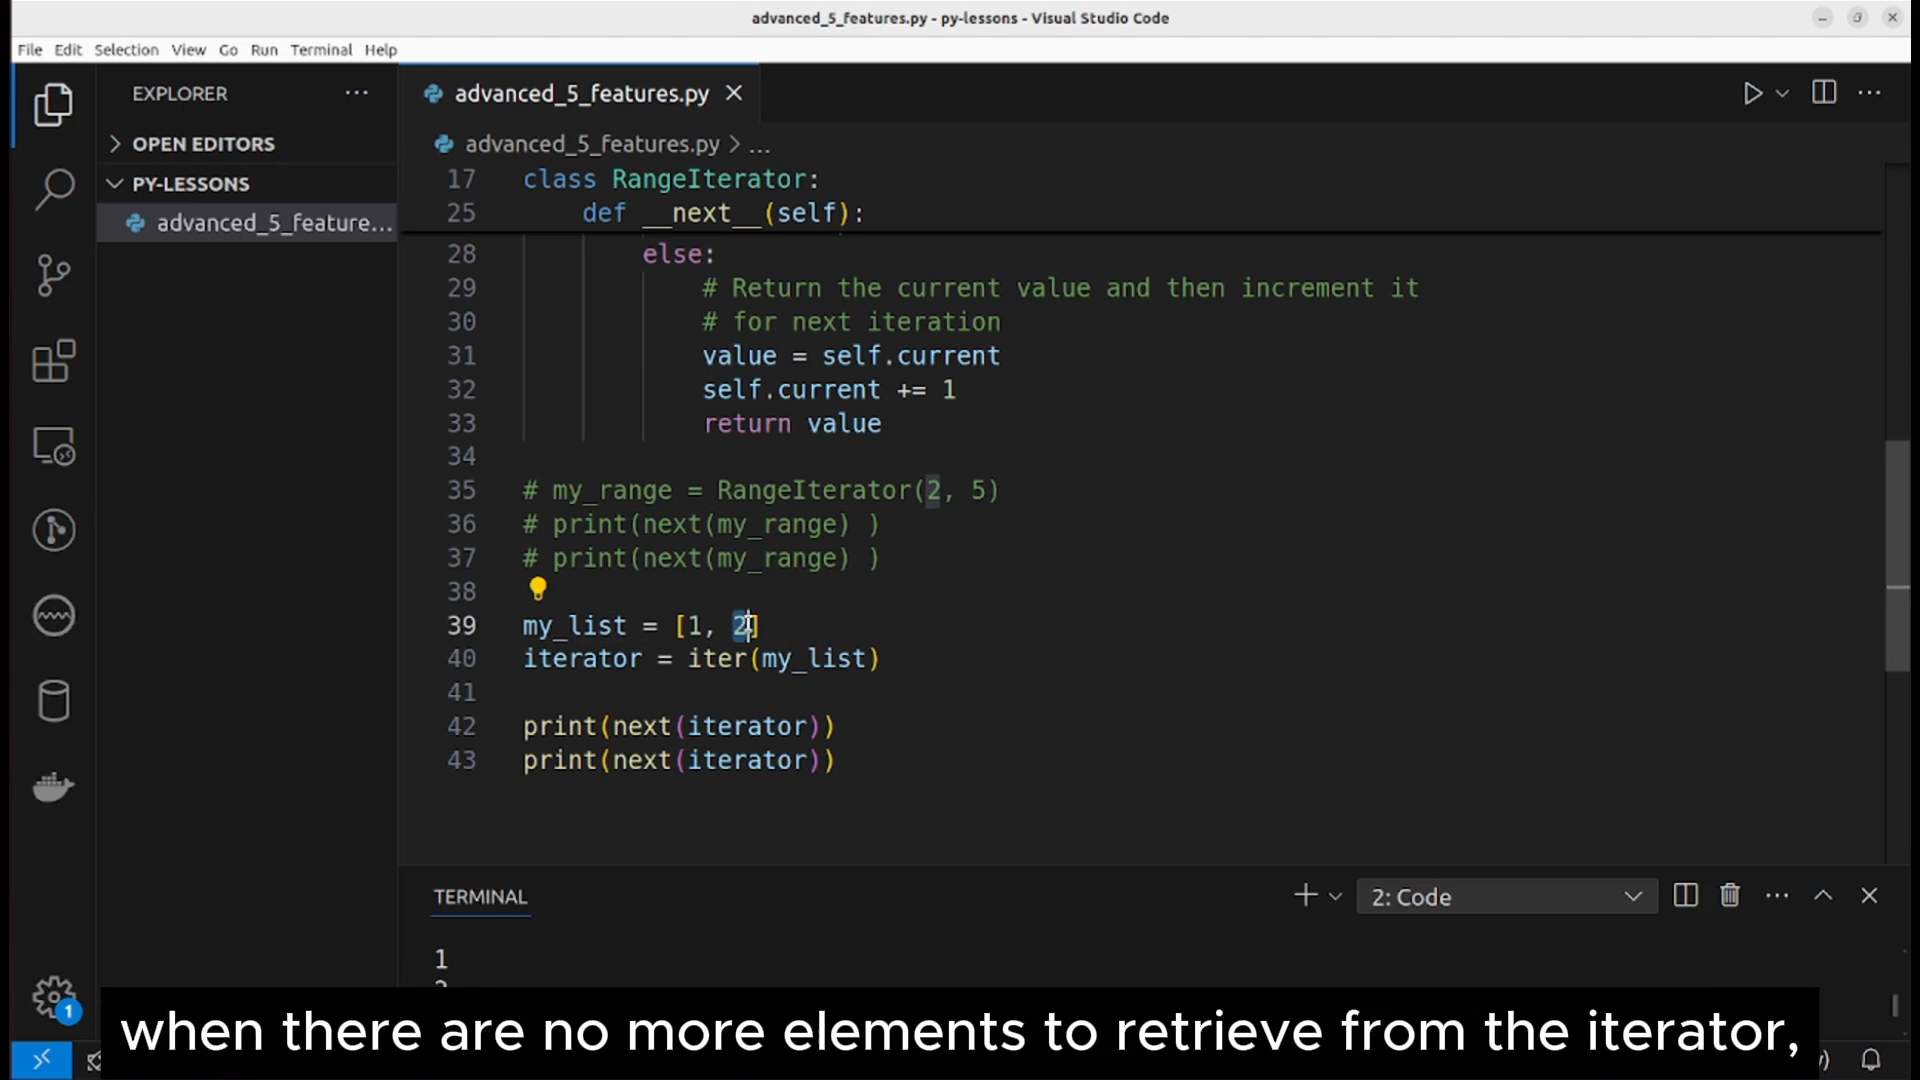 advanced_5_features.py - py-lessons - Visual Studio Code
File Edit Selection View Go Run Terminal Help
EXPLORER
OPEN EDITORS
PY-LESSONS
advanced_5_feature...
advanced_5_features.py
advanced_5_features.py > ...
17 class RangeIterator:
25 def __next__(self):
28 else:
29 # Return the current value and then increment it
30 # for next iteration
31 value = self.current
32 self.current += 1
33 return value
34
35 # my_range = RangeIterator(2, 5)
36 # print(next(my_range) )
37 # print(next(my_range) )
38
39 my_list = [1, 2]
40 iterator = iter(my_list)
41
42 print(next(iterator))
43 print(next(iterator))
TERMINAL
2: Code
1
1
when there are no more elements to retrieve from the iterator,